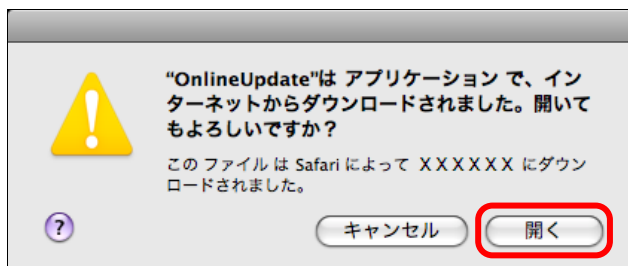 "OnlineUpdate"は アプリケーション で、イン
ターネットからダウンロードされました。開いて
もよろしいですか？
この ファイル は Safari によって XXXXXX にダウン
ロードされました。
?
キャンセル
開く